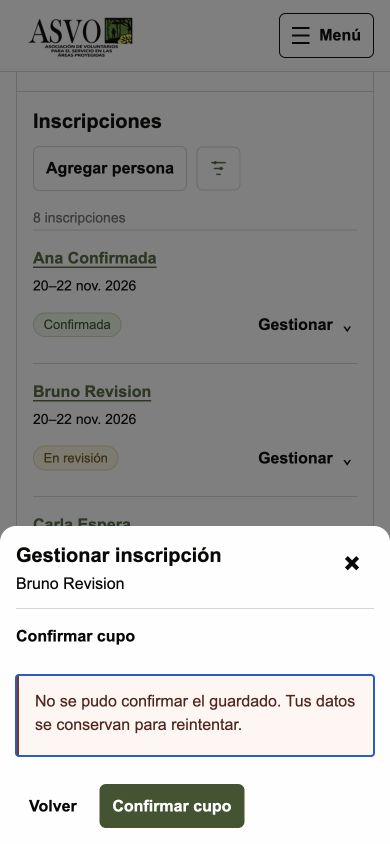 ASVO
ASOCIACIÓN DE VOLUNTARIOS
PARA EL SERVICIO EN LAS
ÁREAS PROTEGIDAS
Menú
Inscripciones
Agregar persona
8 inscripciones
Ana Confirmada
20–22 nov. 2026
Confirmada
Gestionar
Bruno Revision
20–22 nov. 2026
En revisión
Gestionar
Carla Espera
Gestionar inscripción
Bruno Revision
Confirmar cupo
No se pudo confirmar el guardado. Tus datos
se conservan para reintentar.
Volver
Confirmar cupo